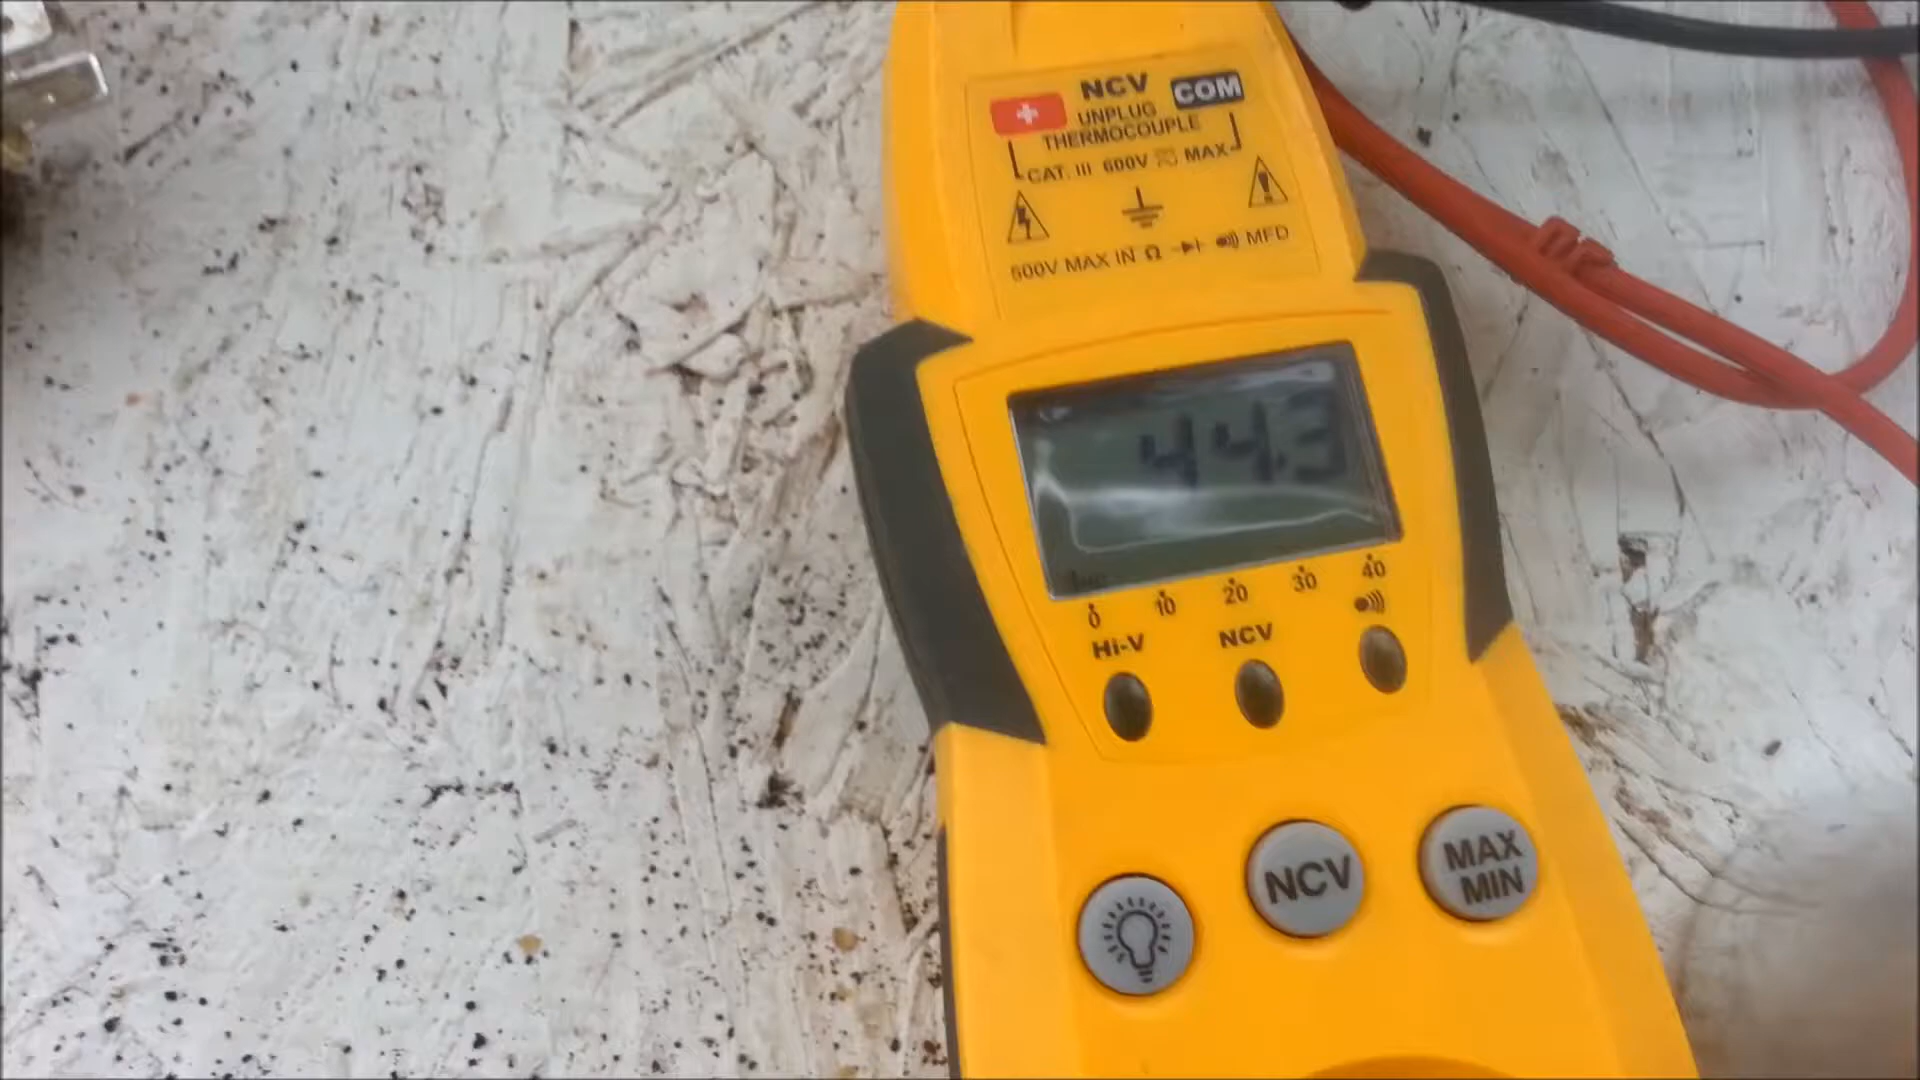 NCV COM
UNPLUG
THERMOCOUPLE
CAT. III 600V MAX
600V MAX IN Ω MFD
44.3
0 10 20 30 40
Hi-V NCV
NCV
MAX
MIN